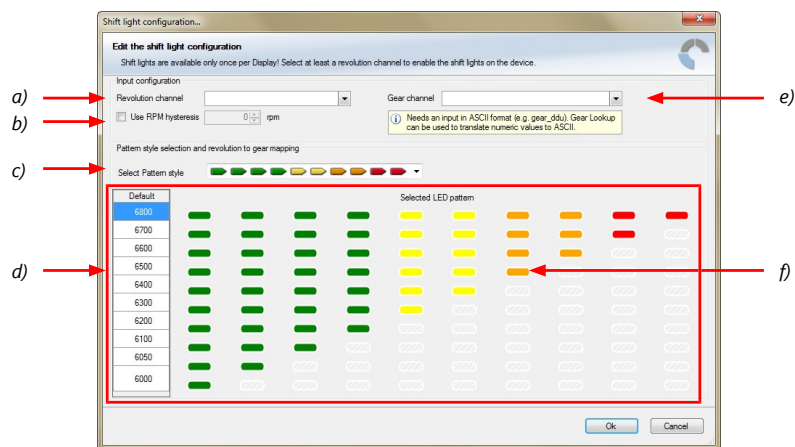 Shift light configuration...
Edit the shift light configuration
Shift lights are available only once per Display! Select at least a revolution channel to enable the shift lights on the device.
Input configuration
a)
Revolution channel
Gear channel
e)
b)
Use RPM hysteresis
0
rpm
Needs an input in ASCII format (e.g. gear_ddu). Gear Lookup
can be used to translate numeric values to ASCII.
Pattern style selection and revolution to gear mapping
c)
Select Pattern style
Default
Selected LED pattern
6800
6700
6600
d)
6500
f)
6400
6300
6200
6100
6050
6000
Ok
Cancel